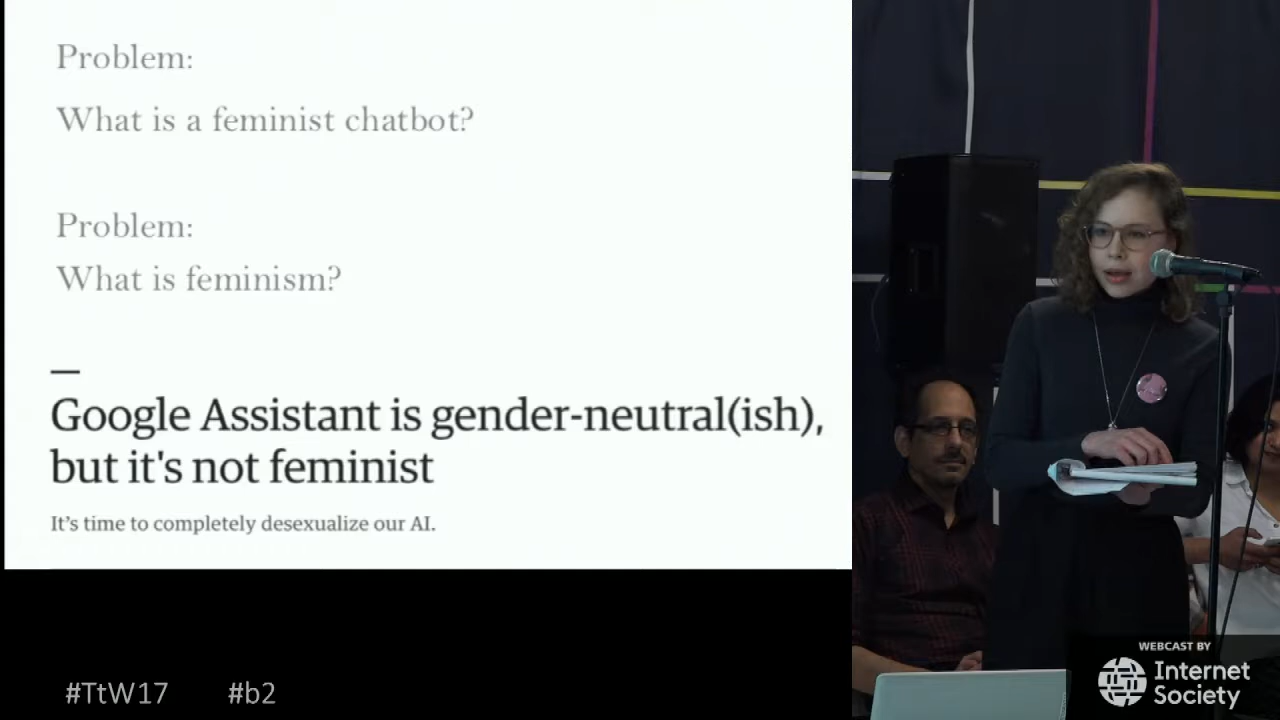 Problem:
What is a feminist chatbot?
Problem:
What is feminism?
Google Assistant is gender-neutral(ish),
but it's not feminist
It's time to completely desexualize our AI.
#TtW17 #b2
WEBCAST BY
Internet
Society